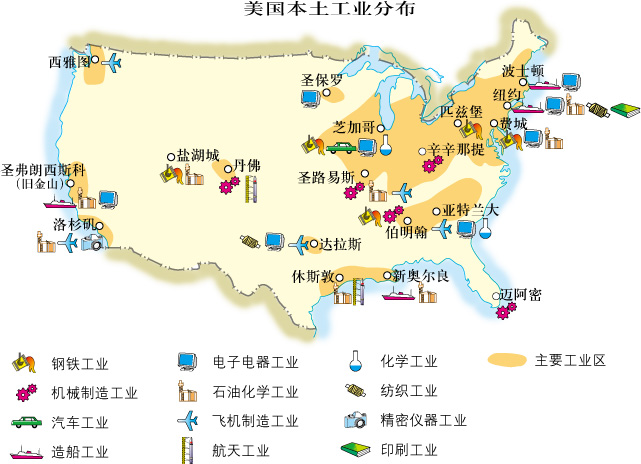 美国本土工业分布
西雅图
圣保罗
波士顿
纽约
匹兹堡
费城
芝加哥
辛辛那提
盐湖城
丹佛
圣路易斯
圣弗朗西斯科
(旧金山)
洛杉矶
亚特兰大
伯明翰
达拉斯
休斯敦
新奥尔良
迈阿密
钢铁工业
电子电器工业
化学工业
主要工业区
机械制造工业
石油化学工业
纺织工业
汽车工业
飞机制造工业
精密仪器工业
造船工业
航天工业
印刷工业